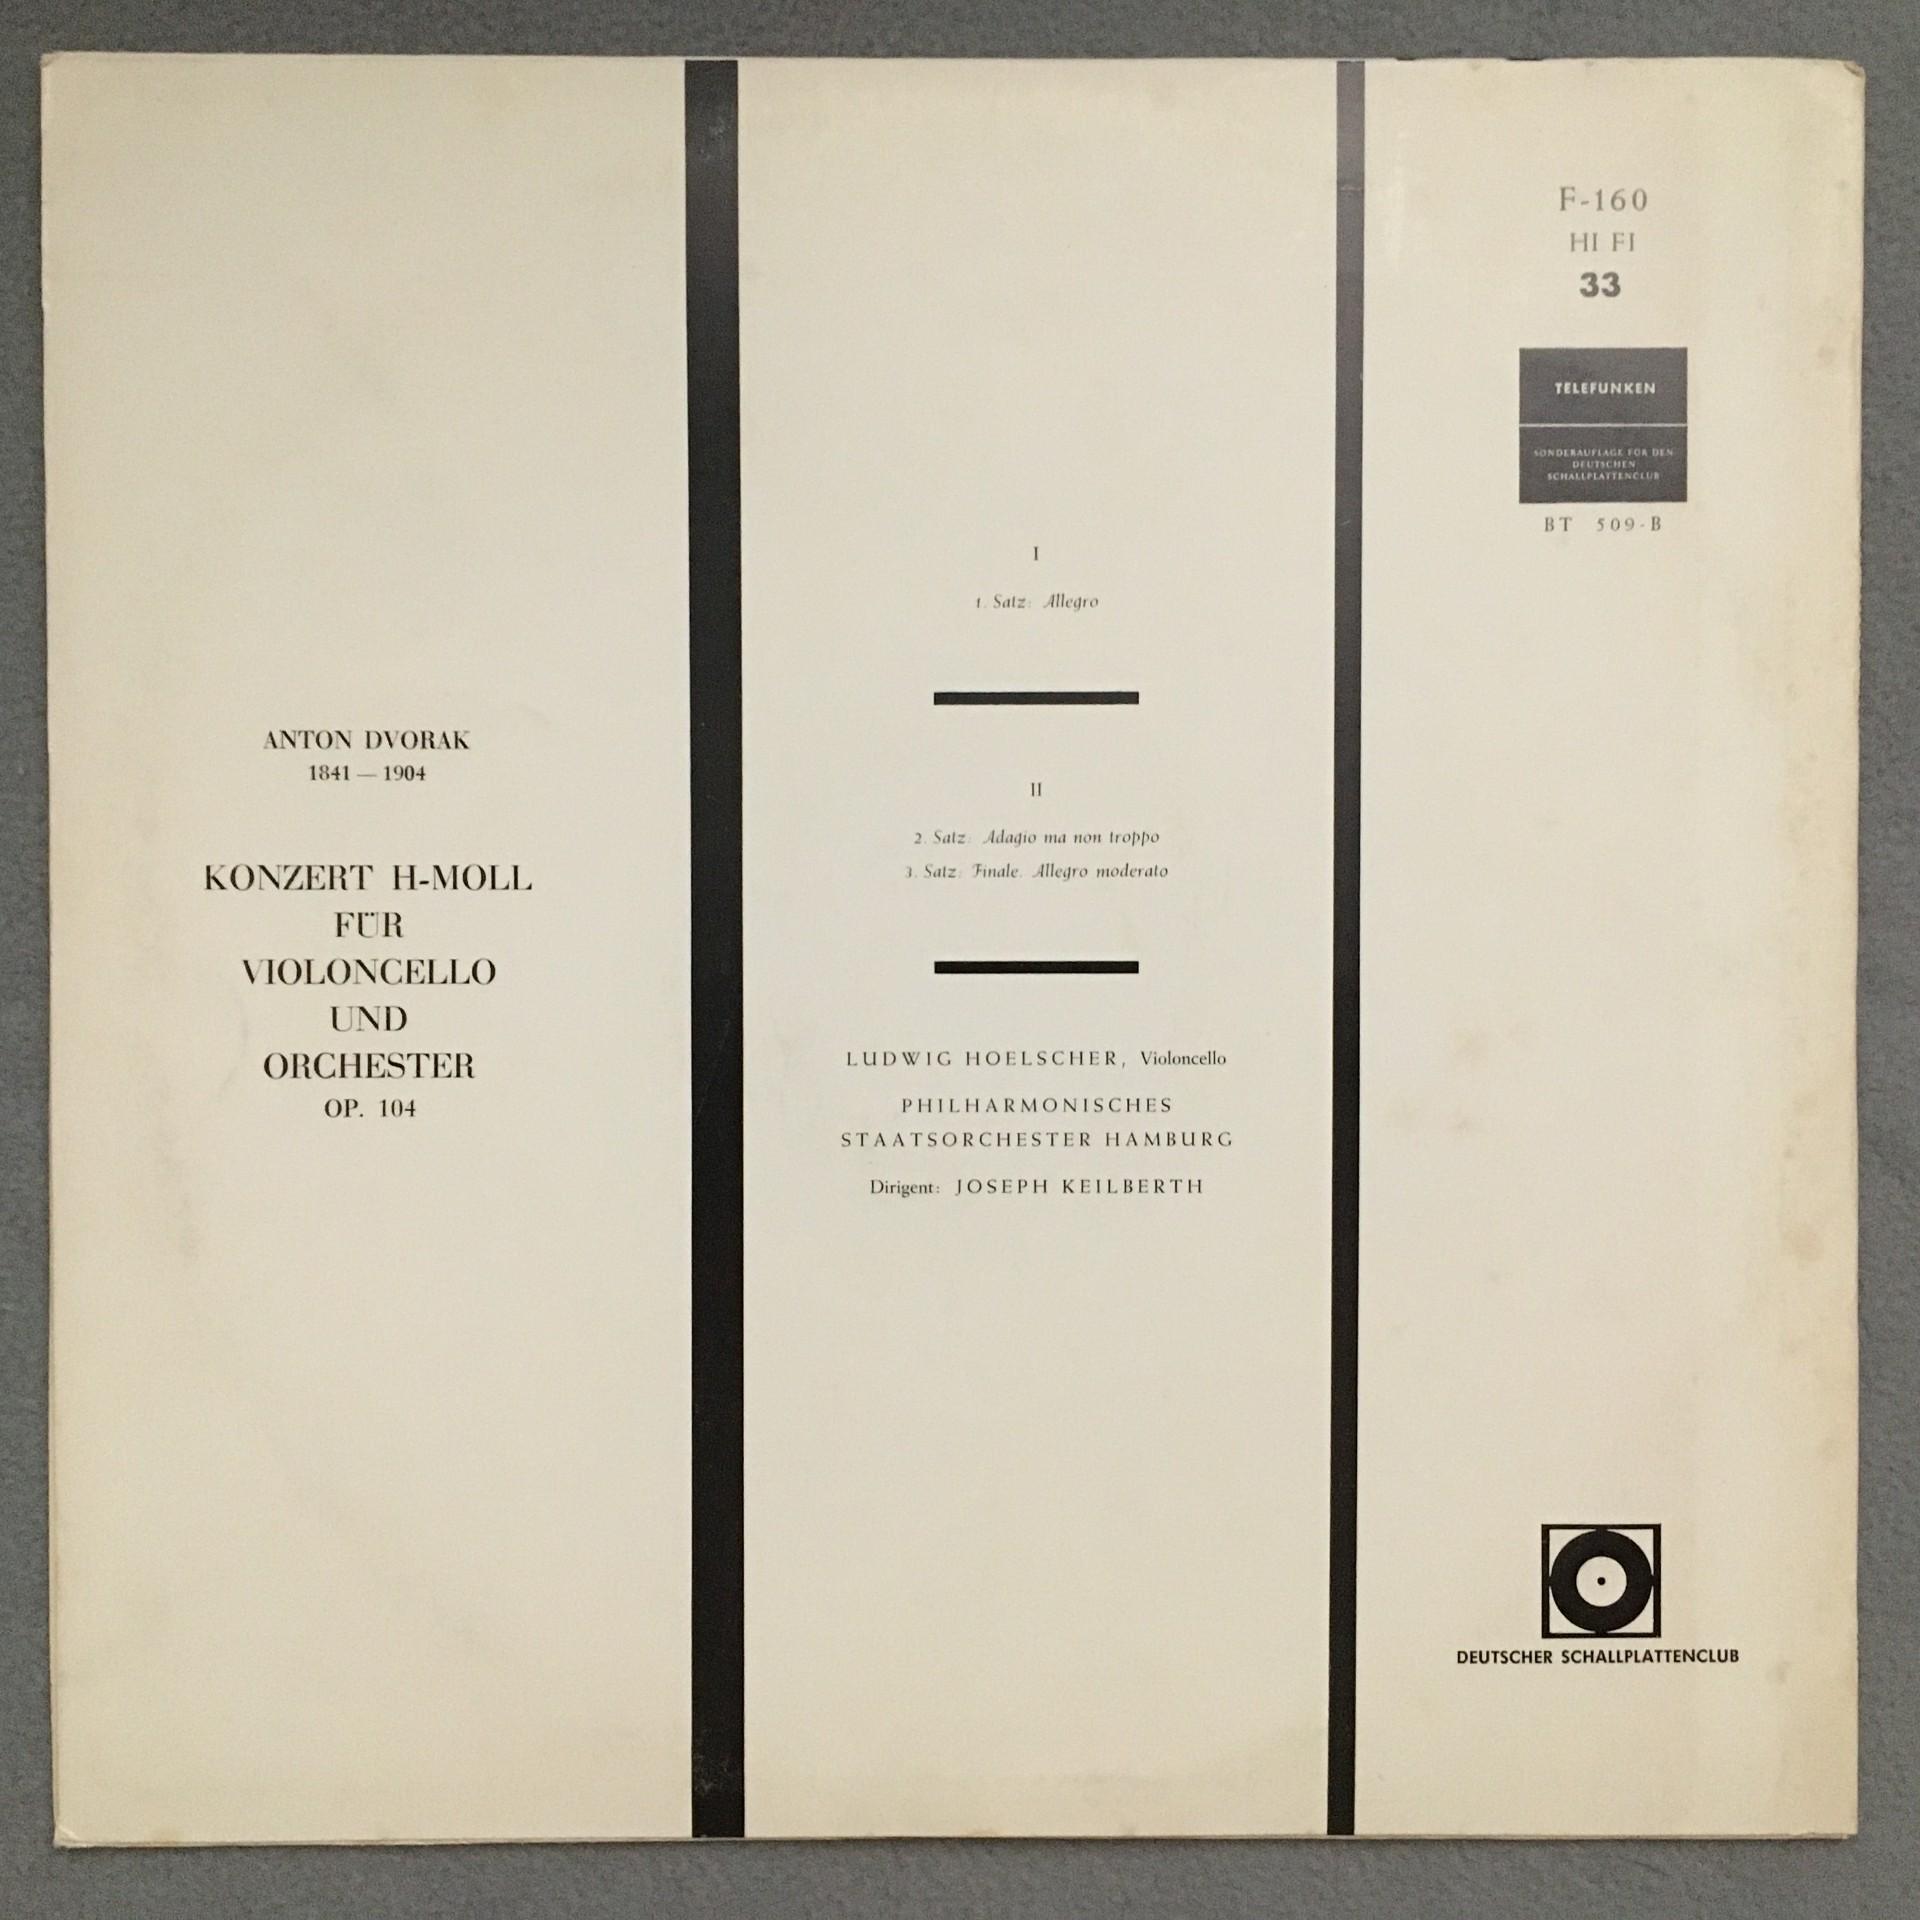 ANTON DVORAK
1841 — 1904
KONZERT H-MOLL
FÜR
VIOLONCELLO
UND
ORCHESTER
OP. 104
I
1. Satz: Allegro
II
2. Satz: Adagio ma non troppo
3. Satz: Finale. Allegro moderato
LUDWIG HOELSCHER, Violoncello
PHILHARMONISCHES
STAATSORCHESTER HAMBURG
Dirigent: JOSEPH KEILBERTH
F-160
HI FI
33
TELEFUNKEN
SONDERAUFLAGE FÜR DEN
DEUTSCHEN
SCHALLPLATTENCLUB
BT 509-B
DEUTSCHER SCHALLPLATTENCLUB